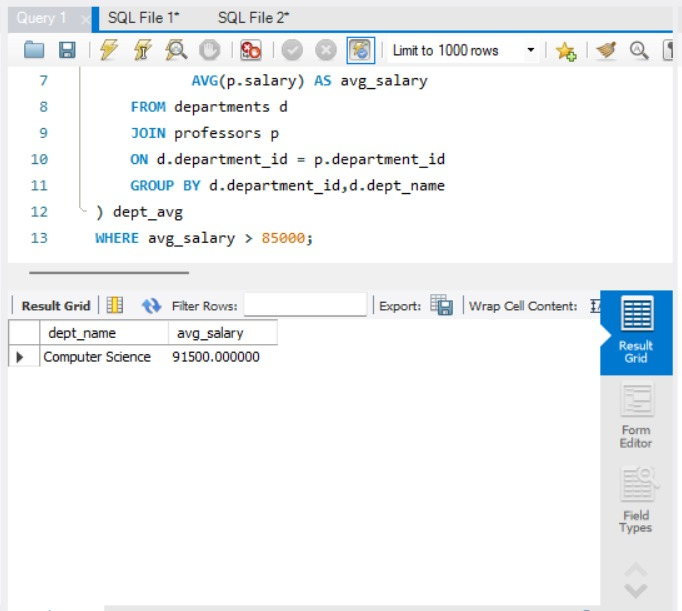 Query 1 SQL File 1* SQL File 2*
Limit to 1000 rows
7 AVG(p.salary) AS avg_salary
8 FROM departments d
9 JOIN professors p
10 ON d.department_id = p.department_id
11 GROUP BY d.department_id,d.dept_name
12 ) dept_avg
13 WHERE avg_salary > 85000;
Result Grid Filter Rows: Export: Wrap Cell Content:
dept_name avg_salary
Computer Science 91500.000000
Result
Grid
Form
Editor
Field
Types